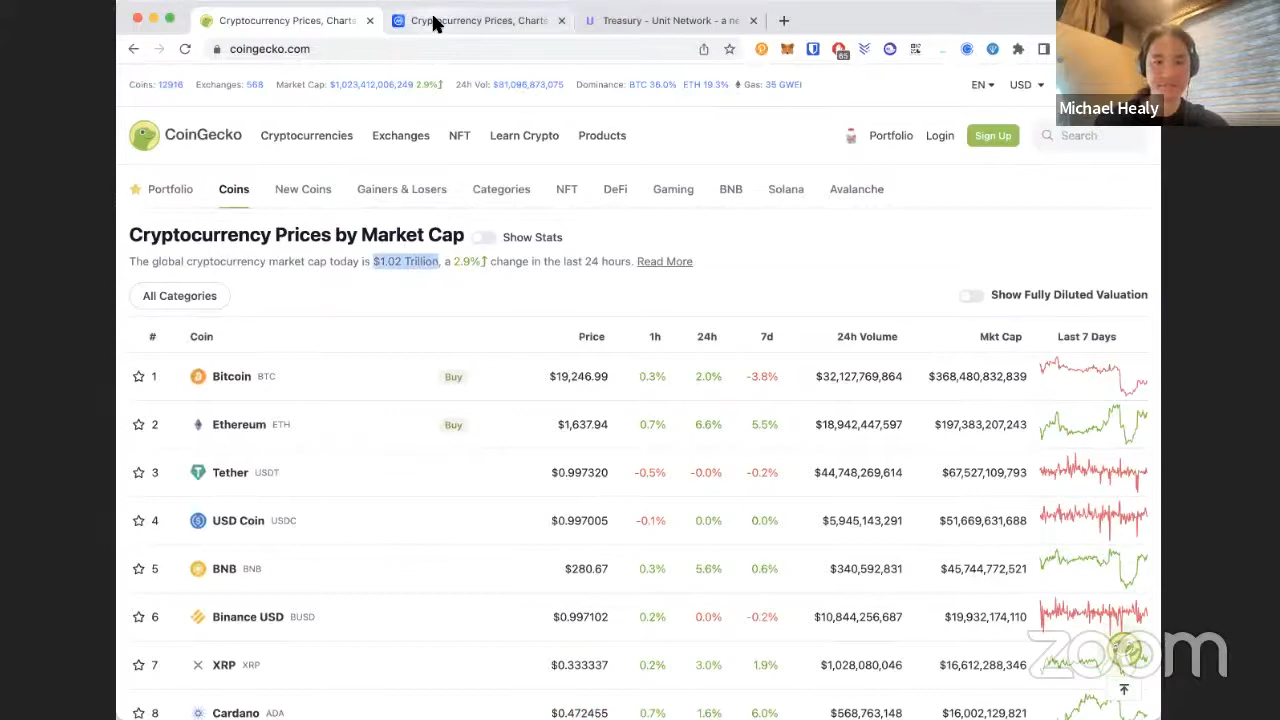 Cryptocurrency Prices, Charts
Cryptocurrency Prices, Charts
Treasury - Unit Network - a ne
coingecko.com
65
Michael Healy
Coins: 12916 Exchanges: 568 Market Cap: $1,023,412,006,249 2.9% 24h Vol: $81,096,873,075 Dominance: BTC 36.0% ETH 19.3% Gas: 35 GWEI
EN USD
CoinGecko Cryptocurrencies Exchanges NFT Learn Crypto Products Portfolio Login Sign Up Search
Portfolio Coins New Coins Gainers & Losers Categories NFT DeFi Gaming BNB Solana Avalanche
Cryptocurrency Prices by Market Cap Show Stats
The global cryptocurrency market cap today is $1.02 Trillion, a 2.9% change in the last 24 hours. Read More
All Categories Show Fully Diluted Valuation
# Coin Price 1h 24h 7d 24h Volume Mkt Cap Last 7 Days
1 Bitcoin BTC Buy $19,246.99 0.3% 2.0% -3.8% $32,127,769,864 $368,480,832,839
2 Ethereum ETH Buy $1,637.94 0.7% 6.6% 5.5% $18,942,447,597 $197,383,207,243
3 Tether USDT $0.997320 -0.5% -0.0% -0.2% $44,748,269,614 $67,527,109,793
4 USD Coin USDC $0.997005 -0.1% 0.0% 0.0% $5,945,143,291 $51,669,631,688
5 BNB BNB $280.67 0.3% 5.6% 0.6% $340,592,831 $45,744,772,521
6 Binance USD BUSD $0.997102 0.2% 0.0% -0.2% $10,844,256,687 $19,932,174,110
7 XRP XRP $0.333337 0.2% 3.0% 1.9% $1,028,080,046 $16,612,288,346
8 Cardano ADA $0.472455 0.7% 1.6% 6.0% $568,763,148 $16,002,129,821
zoom